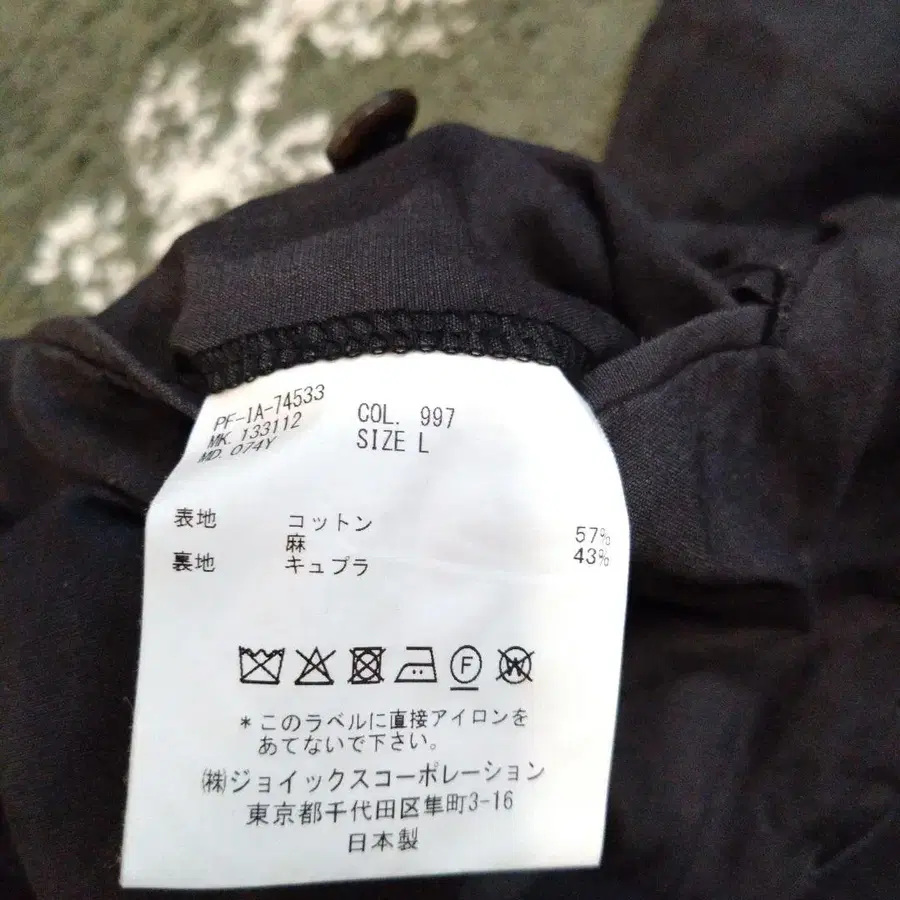 PF-IA-74533
MK. 133112
MD. 074Y
COL. 997
SIZE L
表地 コットン 57%
麻 43%
裏地 キュプラ
F
W
*このラベルに直接アイロンを
あてないで下さい。
㈱ジョイックスコーポレーション
東京都千代田区隼町3-16
日本製